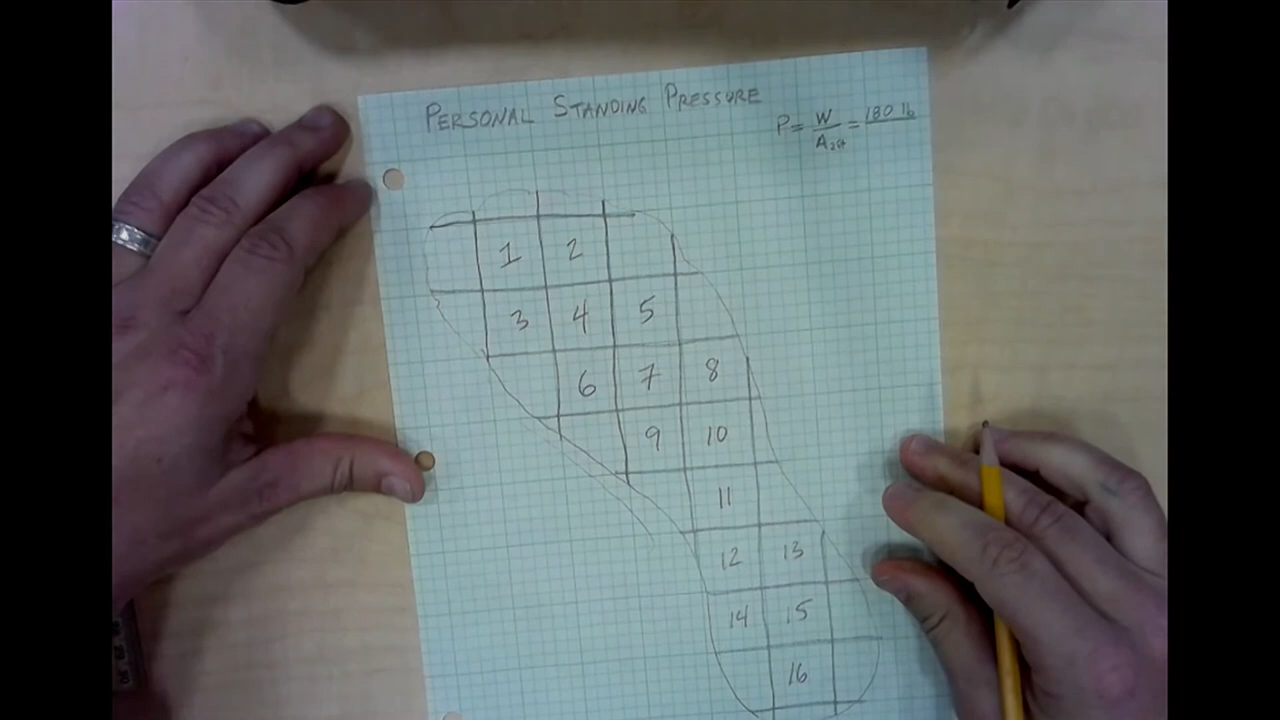 PERSONAL STANDING PRESSURE
P = W / A2ft = 180 lb
1 2
3 4 5
6 7 8
9 10
11
12 13
14 15
16